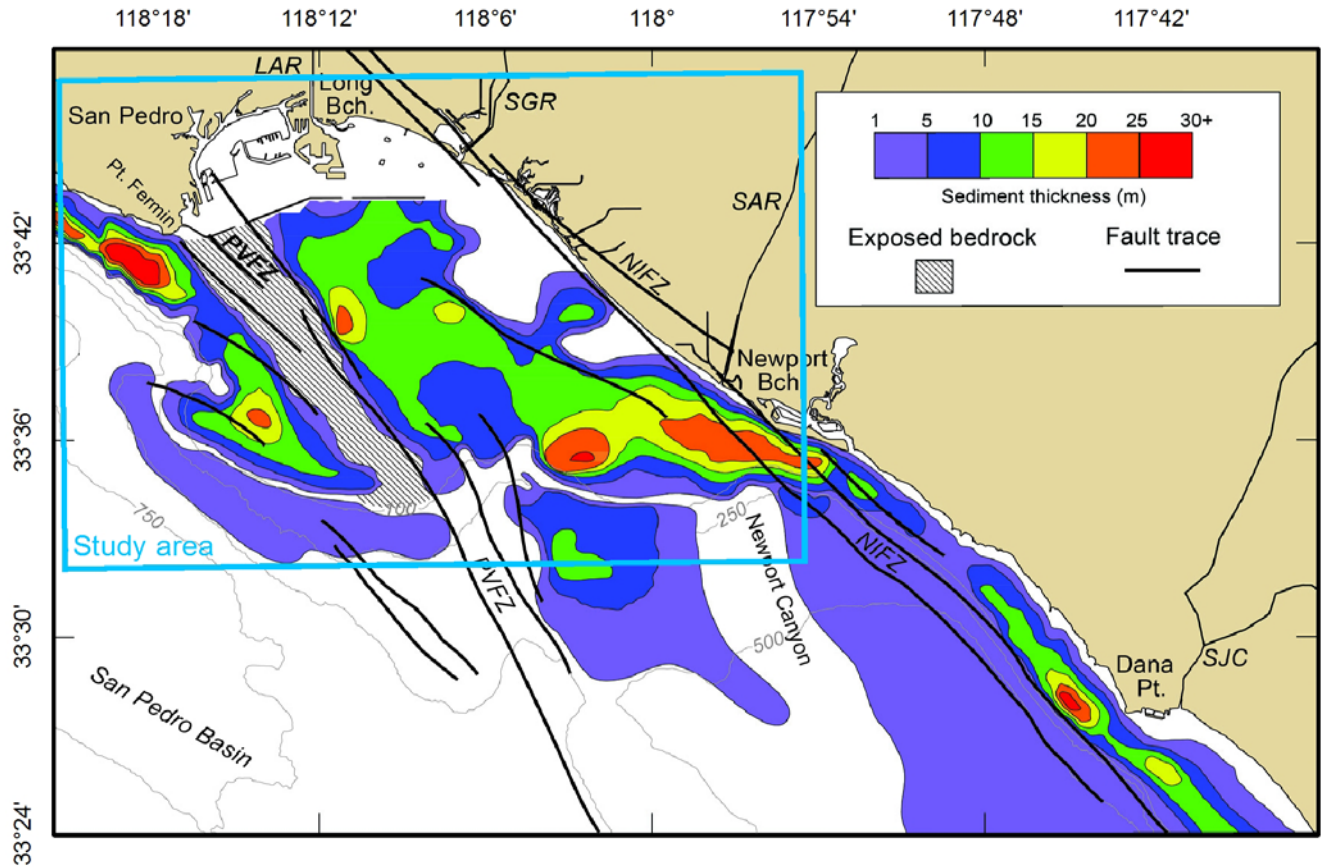 118°18' 118°12' 118°6' 118° 117°54' 117°48' 117°42'
LAR
Long
Bch.
SGR
San Pedro
1 5 10 15 20 25 30+
Sediment thickness (m)
Pt. Fermin
SAR
Exposed bedrock Fault trace
33°42'
PVFZ
NIFZ
Newport
Bch.
33°36'
100
750
250
Study area
Newport Canyon
NIFZ
PVFZ
33°30'
500
Dana
Pt.
SJC
San Pedro Basin
33°24'